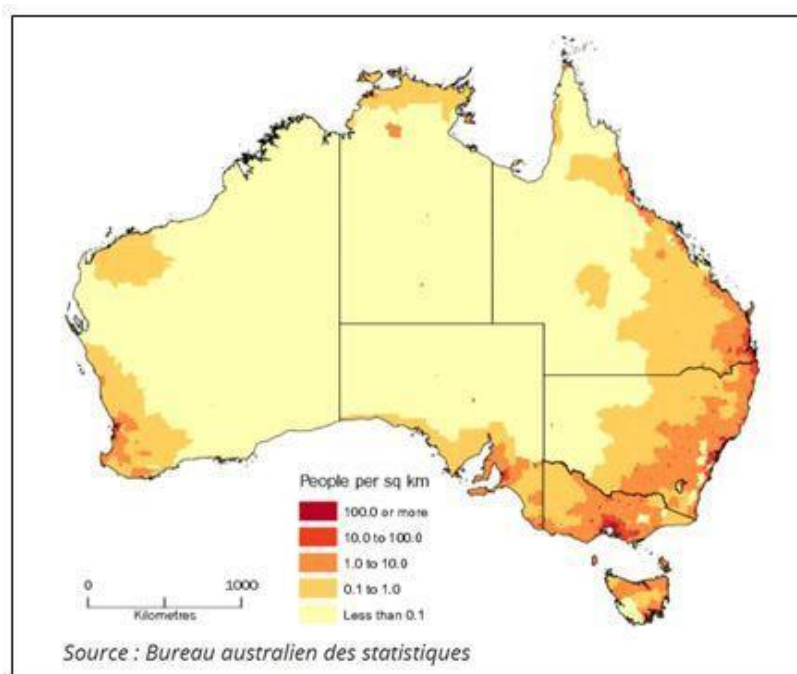 People per sq km
100.0 or more
10.0 to 100.0
1.0 to 10.0
0.1 to 1.0
Less than 0.1
0 1000
Kilometres
Source : Bureau australien des statistiques